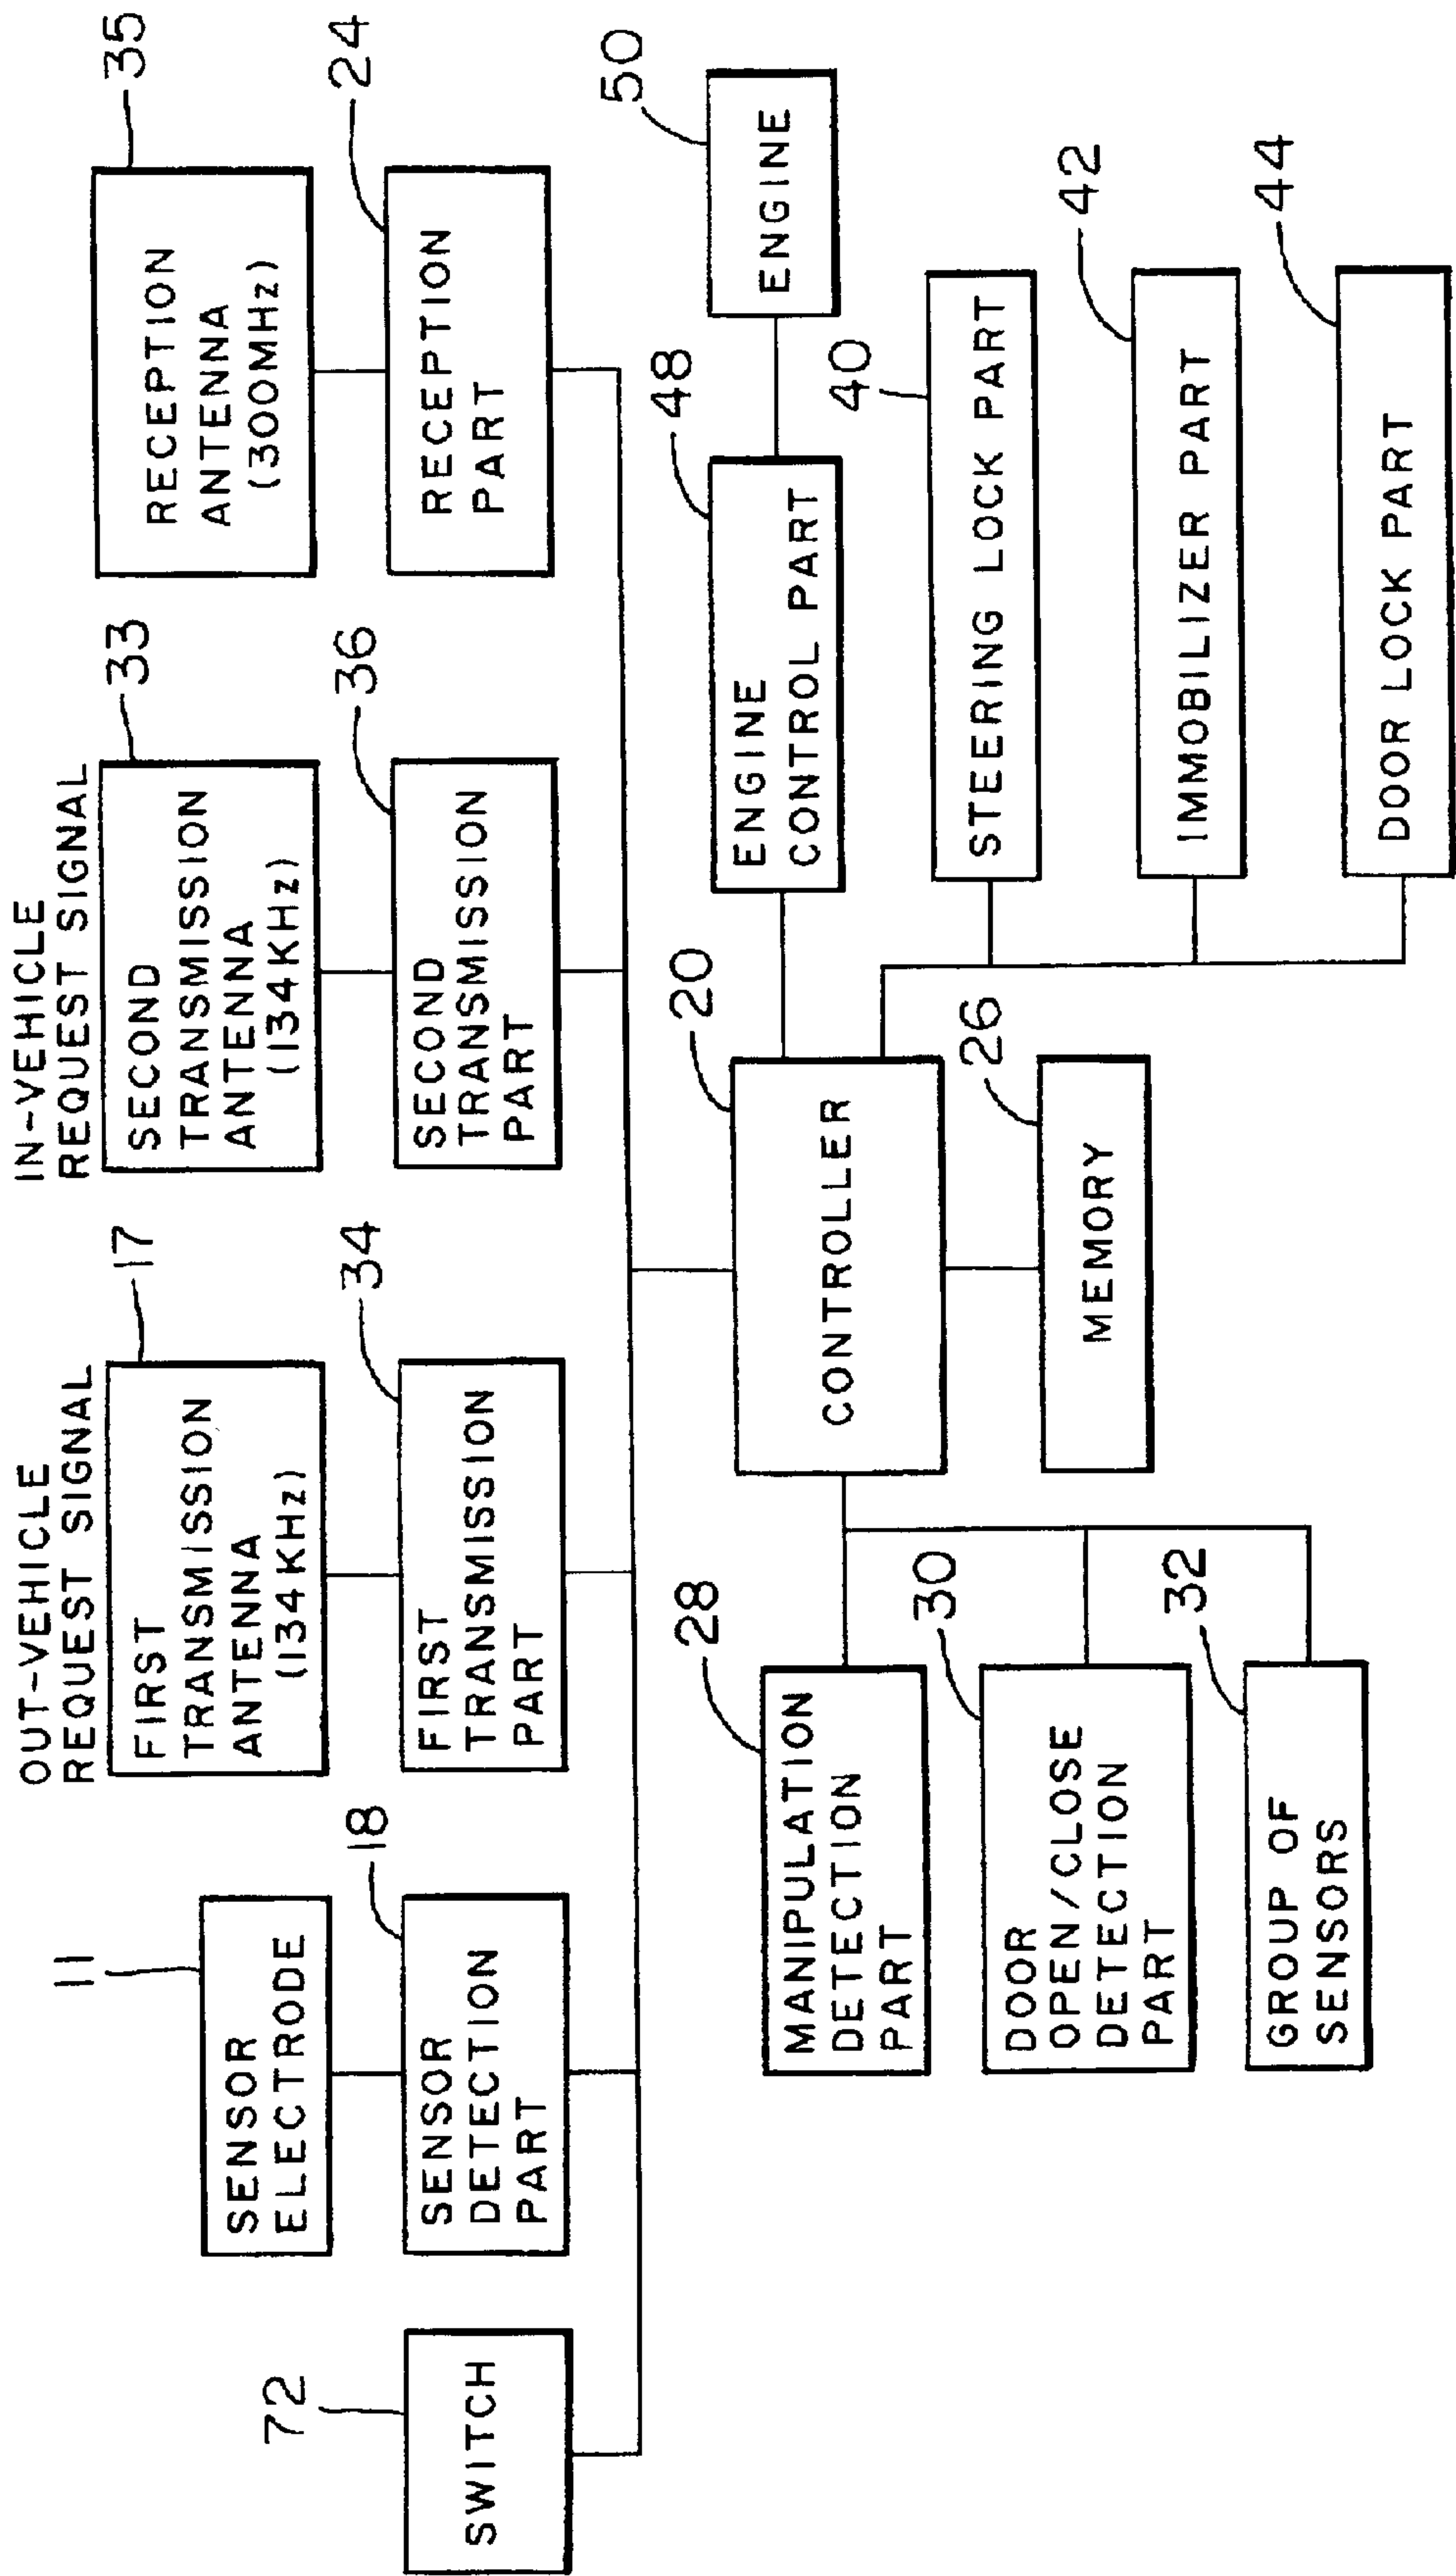 11
OUT-VEHICLE
REQUEST SIGNAL
17
IN-VEHICLE
REQUEST SIGNAL
33
35
SENSOR
ELECTRODE
FIRST
TRANSMISSION
ANTENNA
(134KHz)
SECOND
TRANSMISSION
ANTENNA
(134KHz)
RECEPTION
ANTENNA
(300MHz)
72
18
34
36
24
SWITCH
SENSOR
DETECTION
PART
FIRST
TRANSMISSION
PART
SECOND
TRANSMISSION
PART
RECEPTION
PART
28
20
48
50
MANIPULATION
DETECTION
PART
CONTROLLER
ENGINE
CONTROL PART
ENGINE
30
26
40
DOOR
OPEN/CLOSE
DETECTION
PART
MEMORY
STEERING LOCK PART
42
IMMOBILIZER PART
32
GROUP OF
SENSORS
44
DOOR LOCK PART